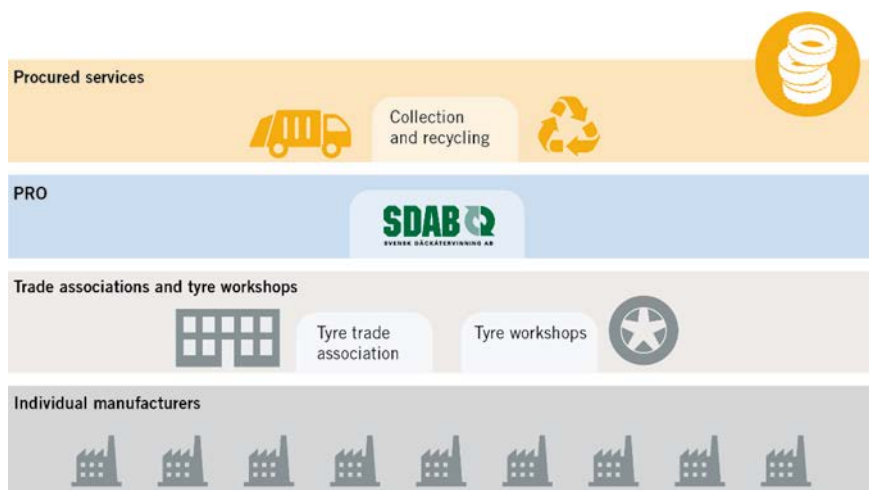 Procured services
Collection
and recycling
PRO
SDAB
SVENSK DÄCKÅTERVINNING AB
Trade associations and tyre workshops
Tyre trade
association
Tyre workshops
Individual manufacturers